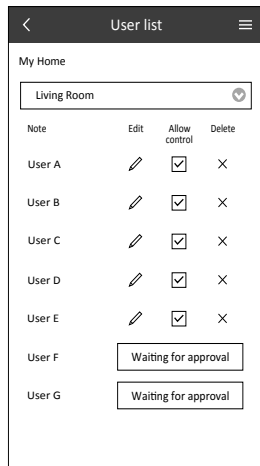 User list
My Home
Living Room
Note Edit Allow control Delete
User A
User B
User C
User D
User E
User F Waiting for approval
User G Waiting for approval